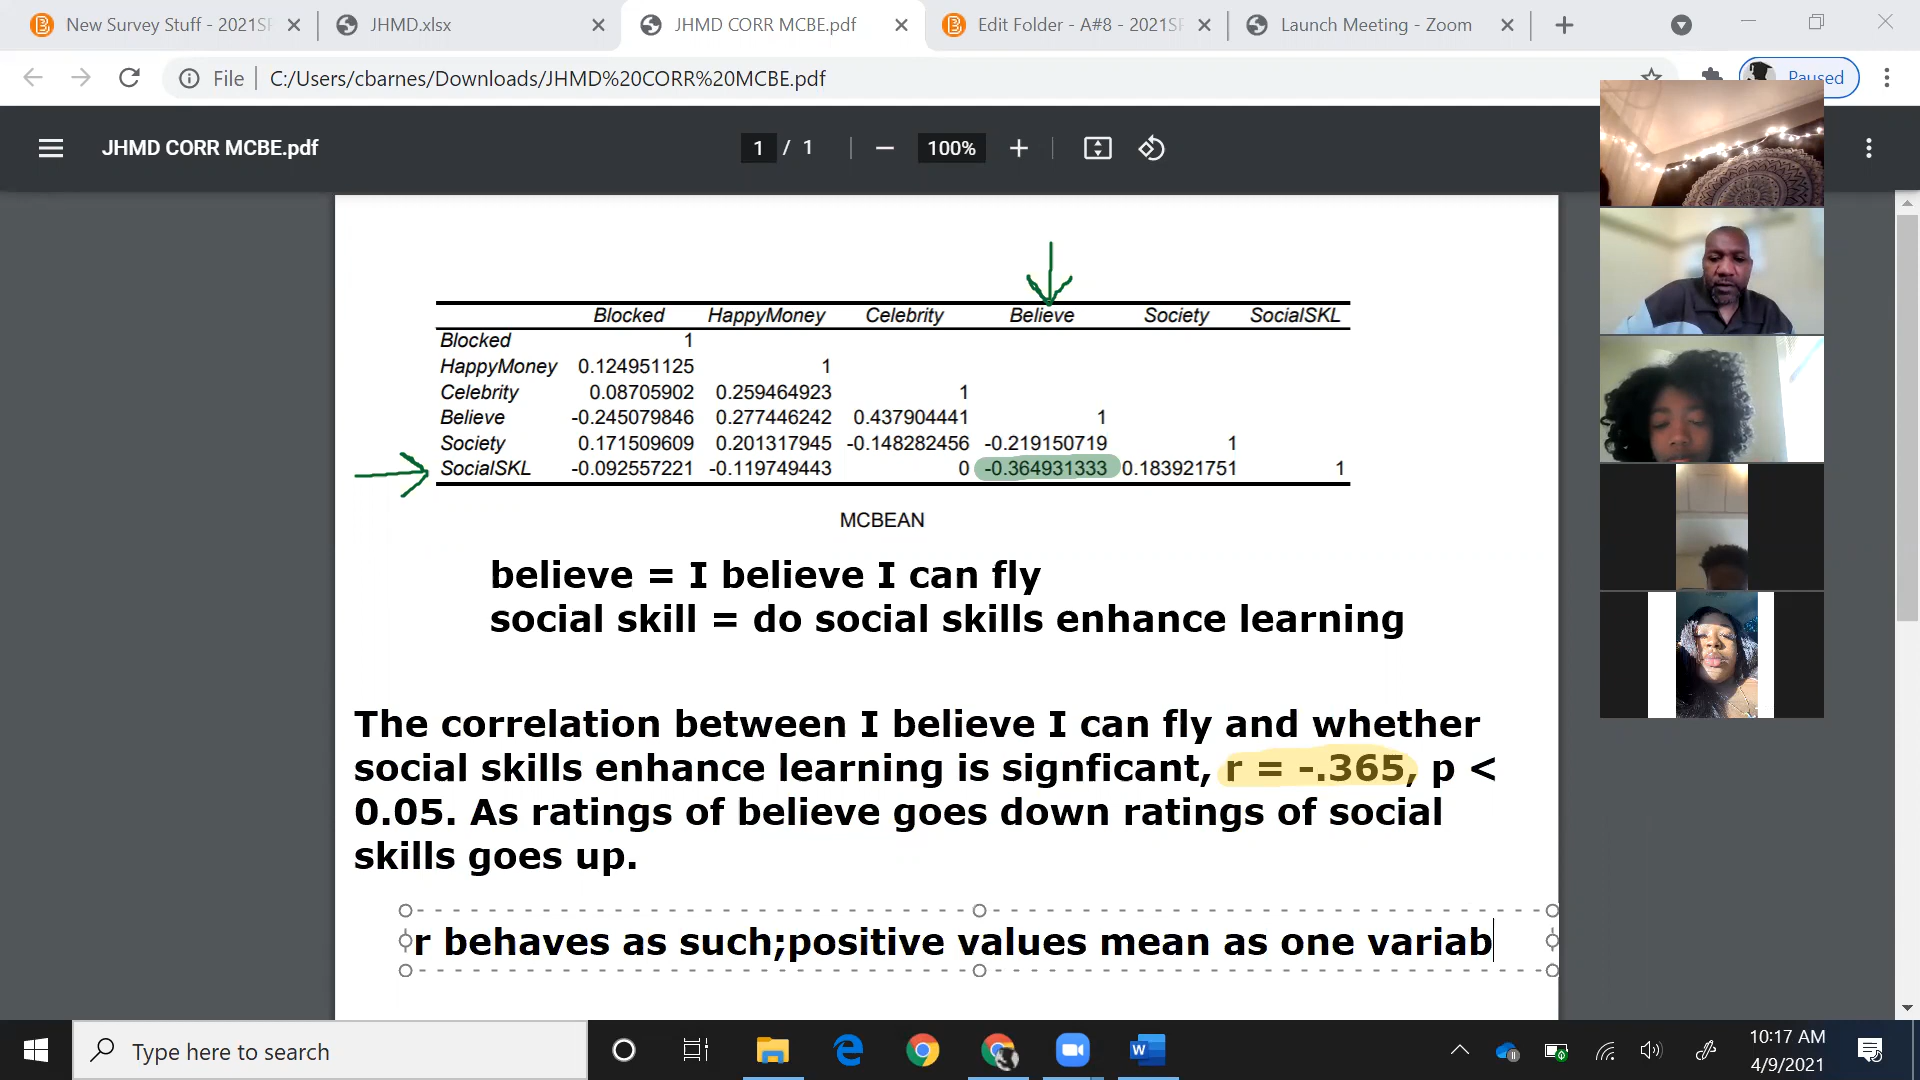 New Survey Stuff - 2021SF
JHMD.xlsx
JHMD CORR MCBE.pdf
Edit Folder - A#8 - 2021SF
Launch Meeting - Zoom
File
C:/Users/cbarnes/Downloads/JHMD%20CORR%20MCBE.pdf
Paused
JHMD CORR MCBE.pdf
1 / 1
100%
Blocked HappyMoney Celebrity Believe Society SocialSKL
Blocked 1
HappyMoney 0.124951125 1
Celebrity 0.08705902 0.259464923 1
Believe -0.245079846 0.277446242 0.437904441 1
Society 0.171509609 0.201317945 -0.148282456 -0.219150719 1
SocialSKL -0.092557221 -0.119749443 0 -0.364931333 0.183921751 1
MCBEAN
believe = I believe I can fly
social skill = do social skills enhance learning
The correlation between I believe I can fly and whether
social skills enhance learning is signficant, r = -.365, p <
0.05. As ratings of believe goes down ratings of social
skills goes up.
r behaves as such;positive values mean as one variab
Type here to search
10:17 AM
4/9/2021